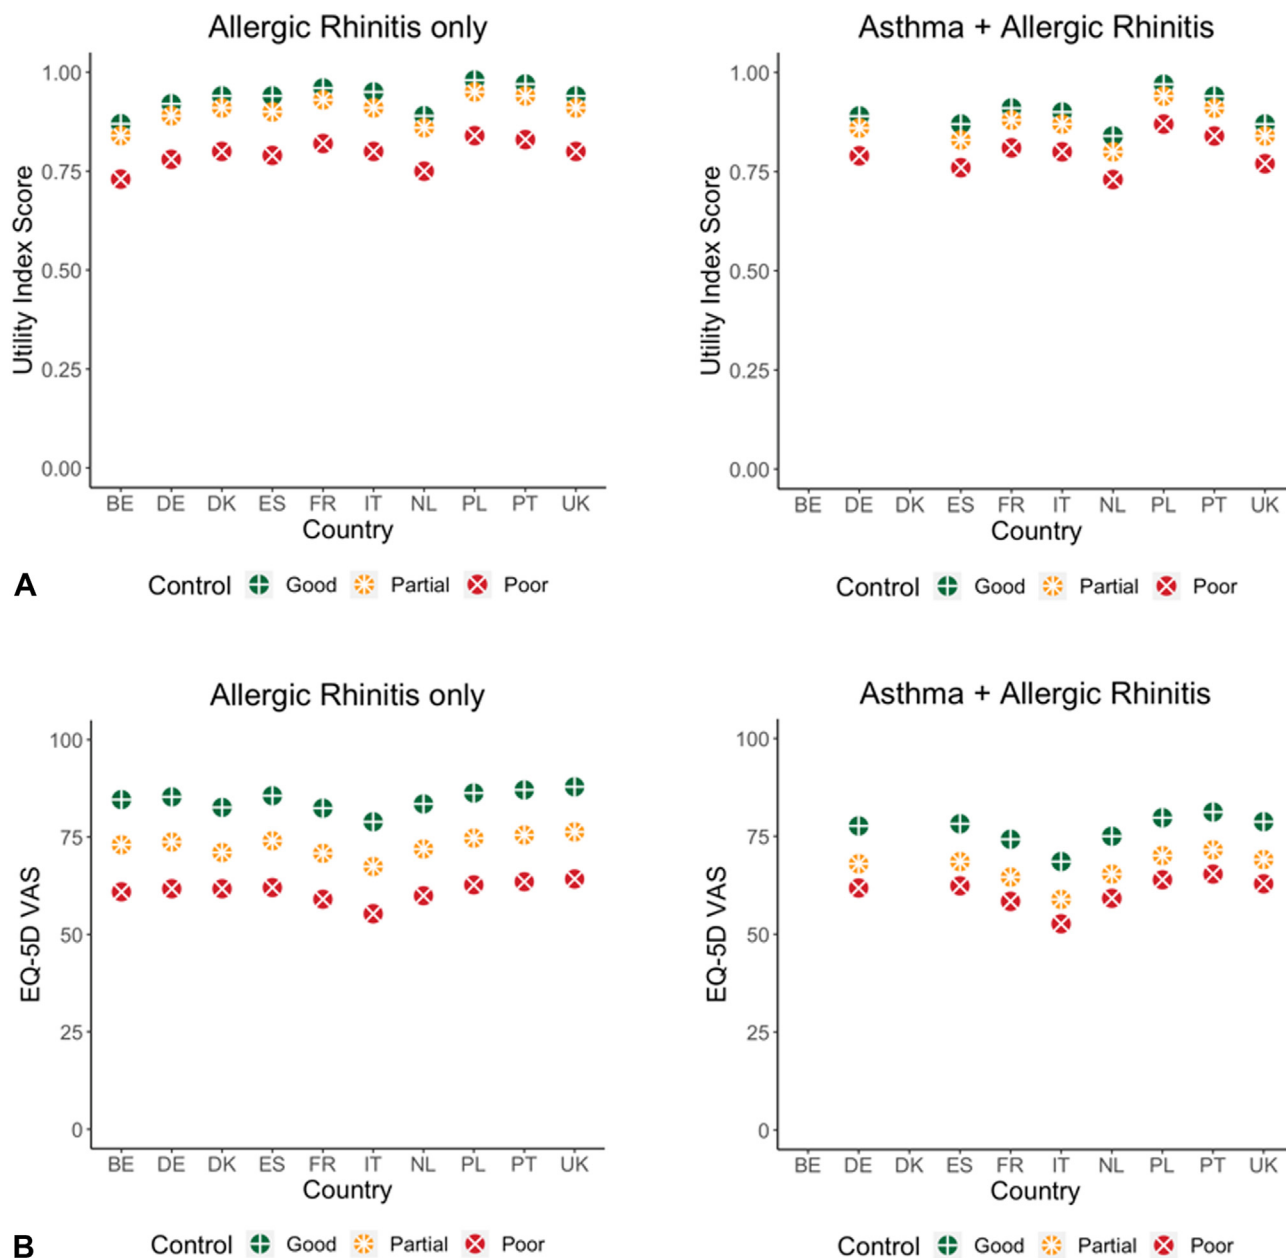 Allergic Rhinitis only
Utility Index Score
1.00
0.75
0.50
0.25
0.00
BE DE DK ES FR IT NL PL PT UK
Country
Control Good Partial Poor
Asthma + Allergic Rhinitis
Utility Index Score
1.00
0.75
0.50
0.25
0.00
BE DE DK ES FR IT NL PL PT UK
Country
Control Good Partial Poor
A
Allergic Rhinitis only
EQ-5D VAS
100
75
50
25
0
BE DE DK ES FR IT NL PL PT UK
Country
Control Good Partial Poor
Asthma + Allergic Rhinitis
EQ-5D VAS
100
75
50
25
0
BE DE DK ES FR IT NL PL PT UK
Country
Control Good Partial Poor
B